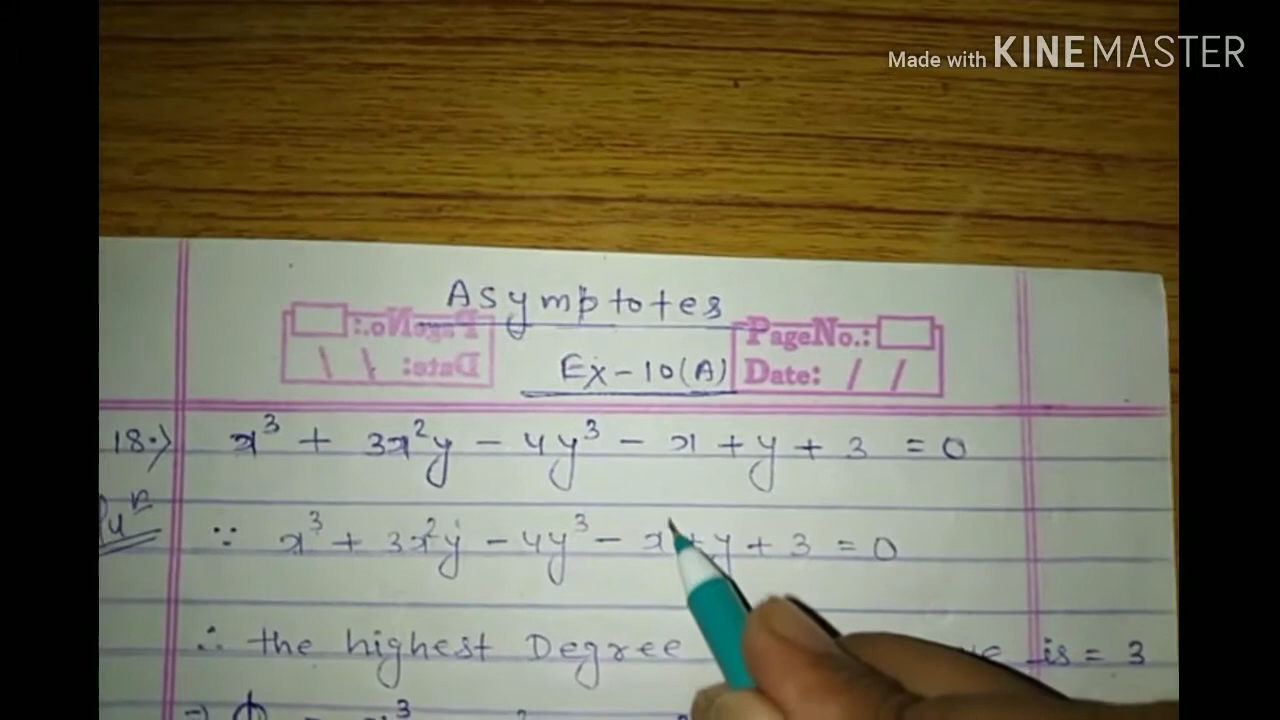 Made with KINEMASTER
Asymptotes
PageNo.:
Date: / /
Ex-10(A)
18.) x³ + 3x²y - 4y³ - x + y + 3 = 0
∵ x³ + 3x²y - 4y³ - x + y + 3 = 0
∴ the highest Degree is = 3